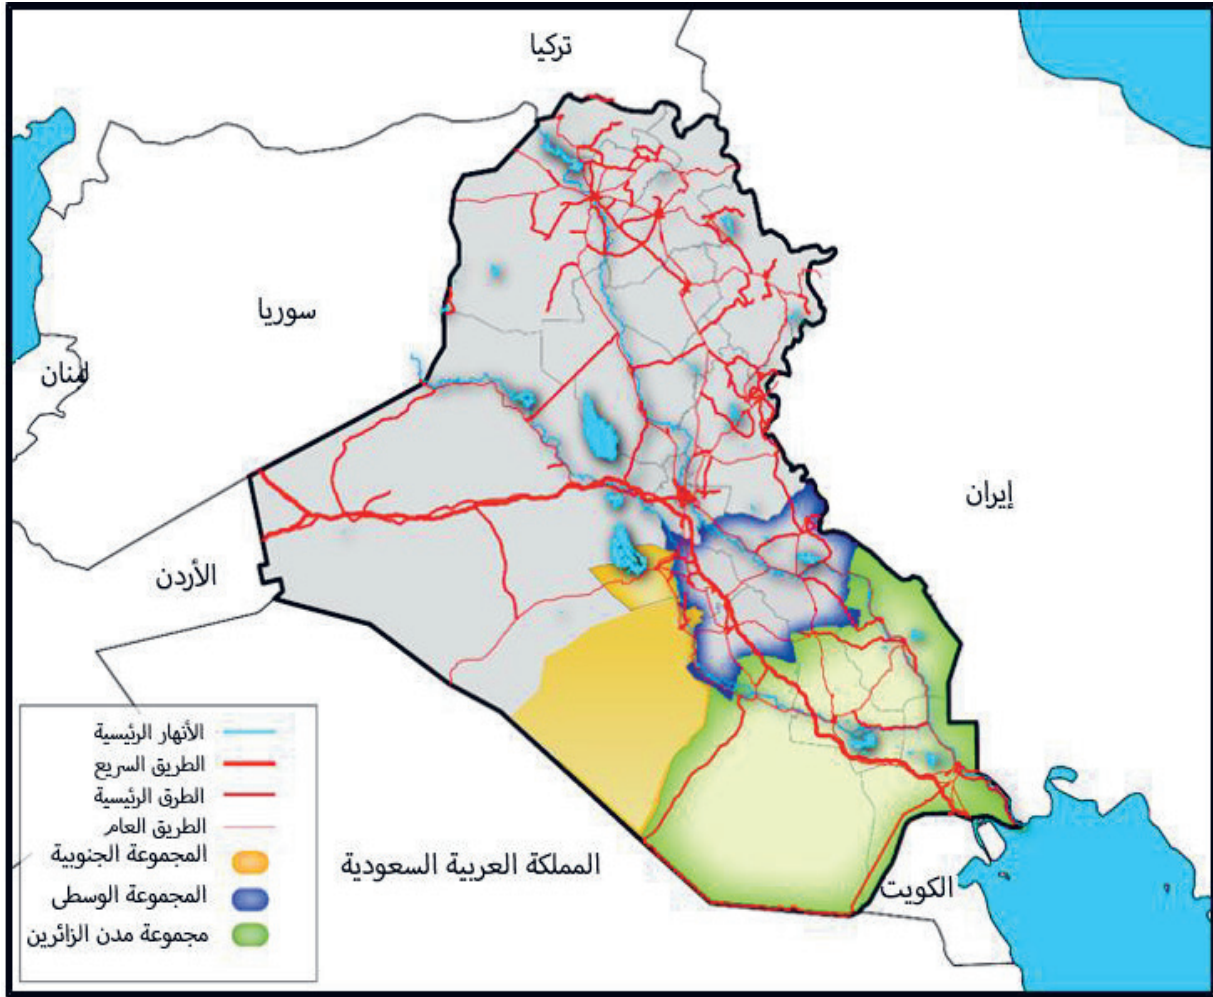 تركيا
سوريا
لبنان
إيران
الأردن
الأنهار الرئيسية
الطريق السريع
الطرق الرئيسية
الطريق العام
المجموعة الجنوبية
المجموعة الوسطى
مجموعة مدن الزائرين
المملكة العربية السعودية
الكويت